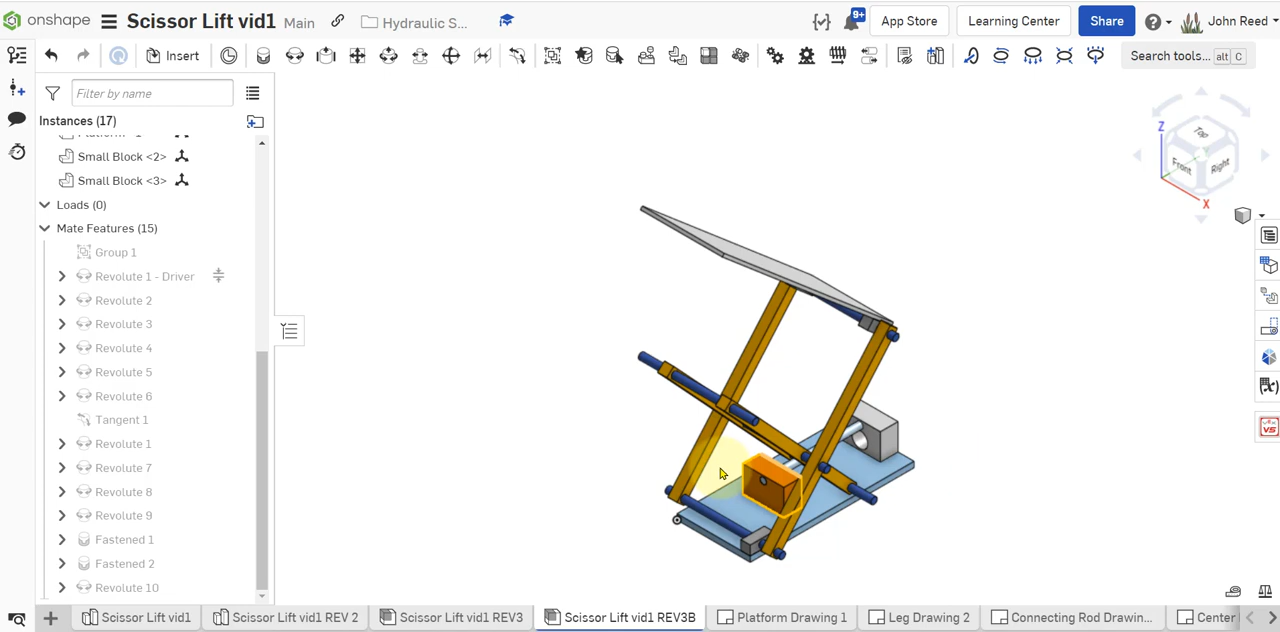 onshape Scissor Lift vid1 Main Hydraulic S... 9+ App Store Learning Center Share John Reed
Insert Search tools... alt C
Filter by name
Instances (17)
Small Block <2>
Small Block <3>
Loads (0)
Mate Features (15)
Group 1
Revolute 1 - Driver
Revolute 2
Revolute 3
Revolute 4
Revolute 5
Revolute 6
Tangent 1
Revolute 1
Revolute 7
Revolute 8
Revolute 9
Fastened 1
Fastened 2
Revolute 10
Z
Top
Front Right
X
Scissor Lift vid1 Scissor Lift vid1 REV 2 Scissor Lift vid1 REV3 Scissor Lift vid1 REV3B Platform Drawing 1 Leg Drawing 2 Connecting Rod Drawin... Center